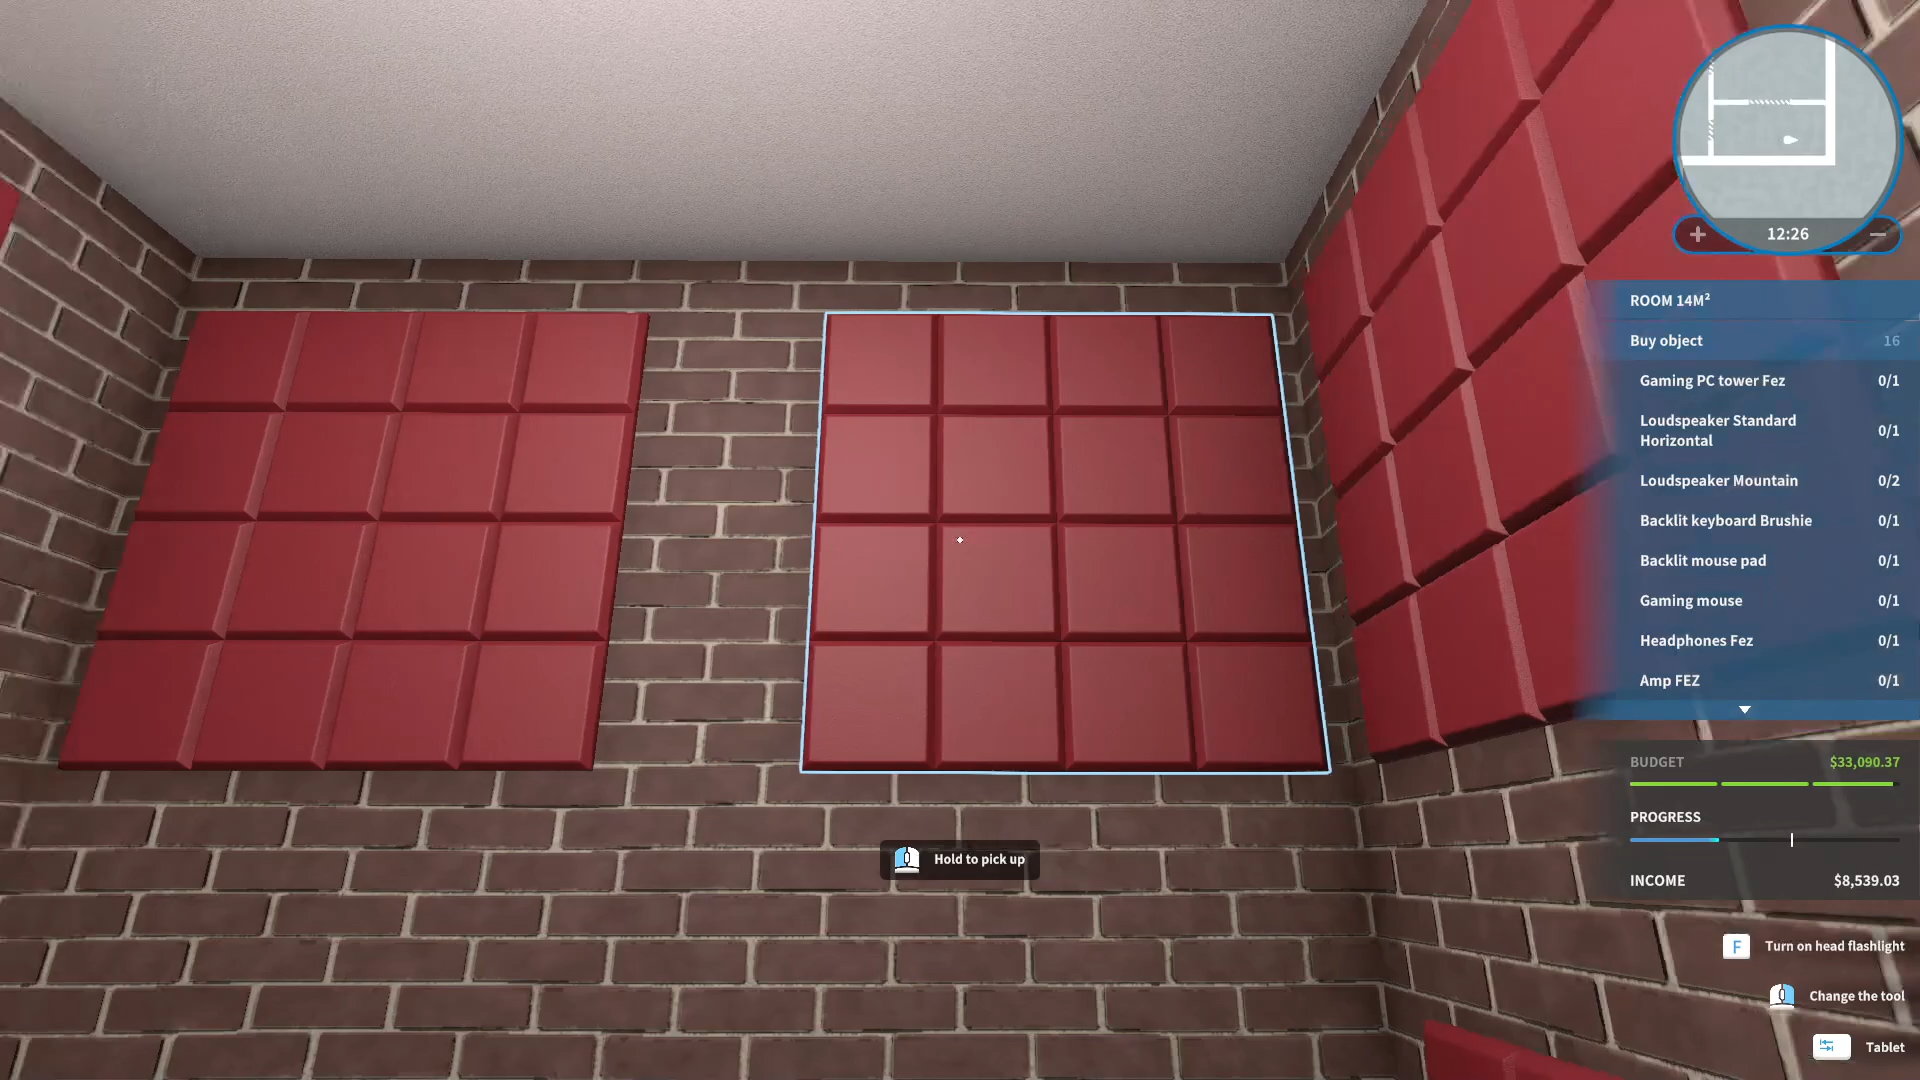 12:26
ROOM 14M²
Buy object 16
Gaming PC tower Fez 0/1
Loudspeaker Standard
Horizontal 0/1
Loudspeaker Mountain 0/2
Backlit keyboard Brushie 0/1
Backlit mouse pad 0/1
Gaming mouse 0/1
Headphones Fez 0/1
Amp FEZ 0/1
BUDGET $33,090.37
PROGRESS
Hold to pick up
INCOME $8,539.03
F Turn on head flashlight
Change the tool
Tablet